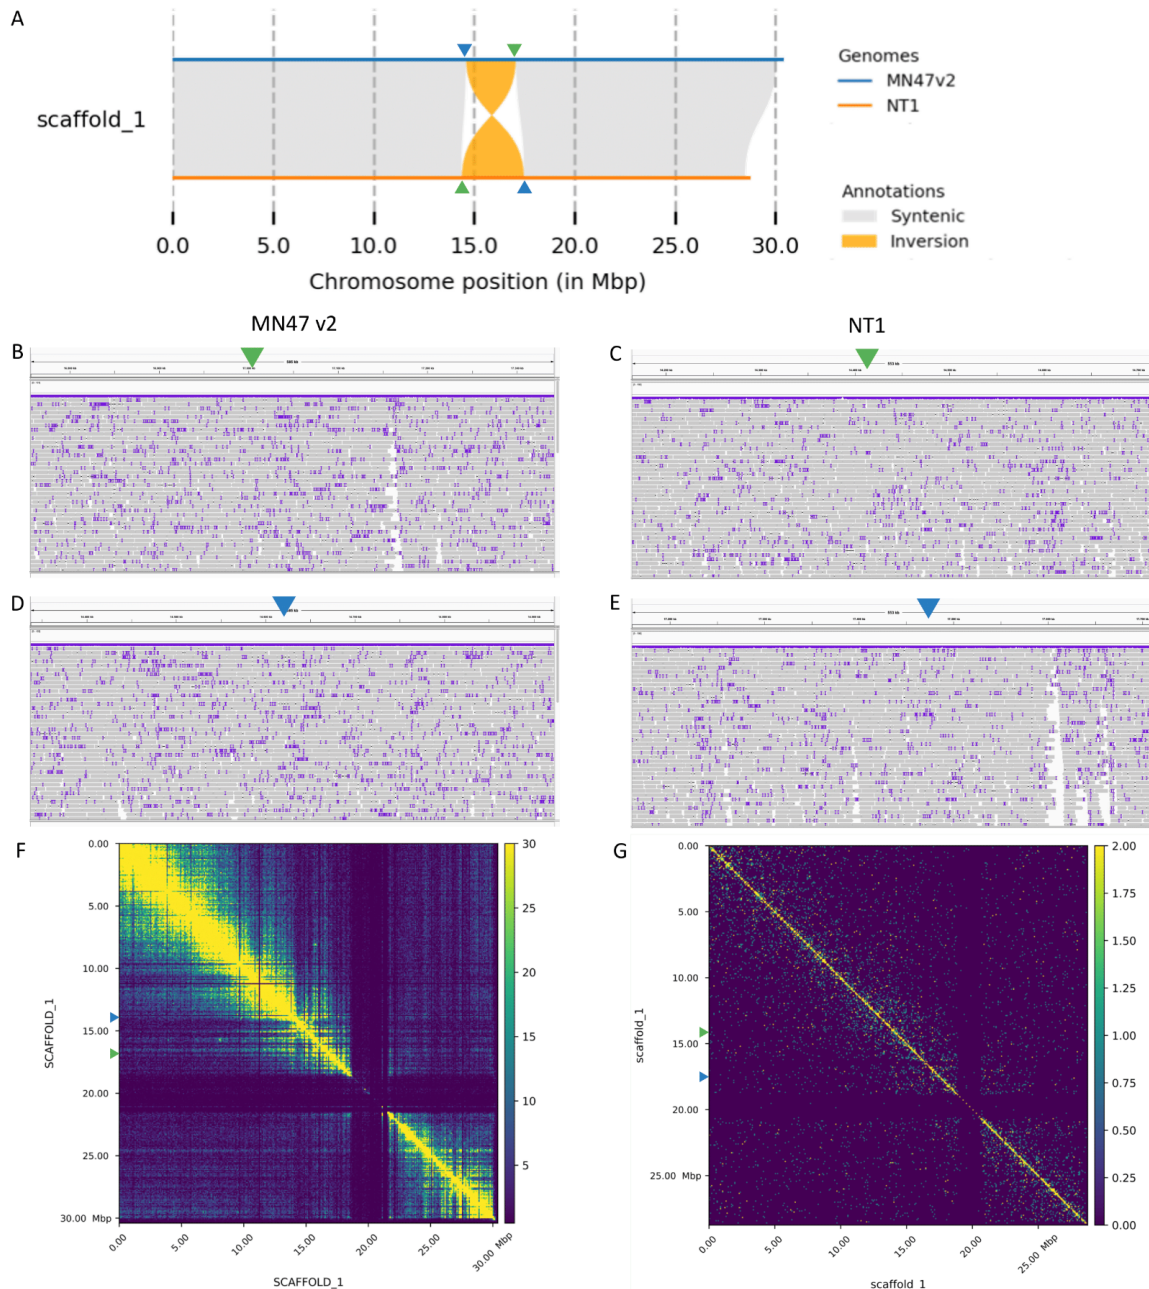 A
scaffold_1
0.0 5.0 10.0 15.0 20.0 25.0 30.0
Chromosome position (in Mbp)
Genomes
MN47v2
NT1
Annotations
Syntenic
Inversion
MN47 v2
NT1
B
C
D
E
F
0.00
5.00
10.00
15.00
20.00
25.00
30.00 Mbp
SCAFFOLD_1
0.00 5.00 10.00 15.00 20.00 25.00 30.00 Mbp
SCAFFOLD_1
30
25
20
15
10
5
G
0.00
5.00
10.00
15.00
20.00
25.00 Mbp
scaffold_1
0.00 5.00 10.00 15.00 20.00 25.00 Mbp
scaffold_1
2.00
1.75
1.50
1.25
1.00
0.75
0.50
0.25
0.00